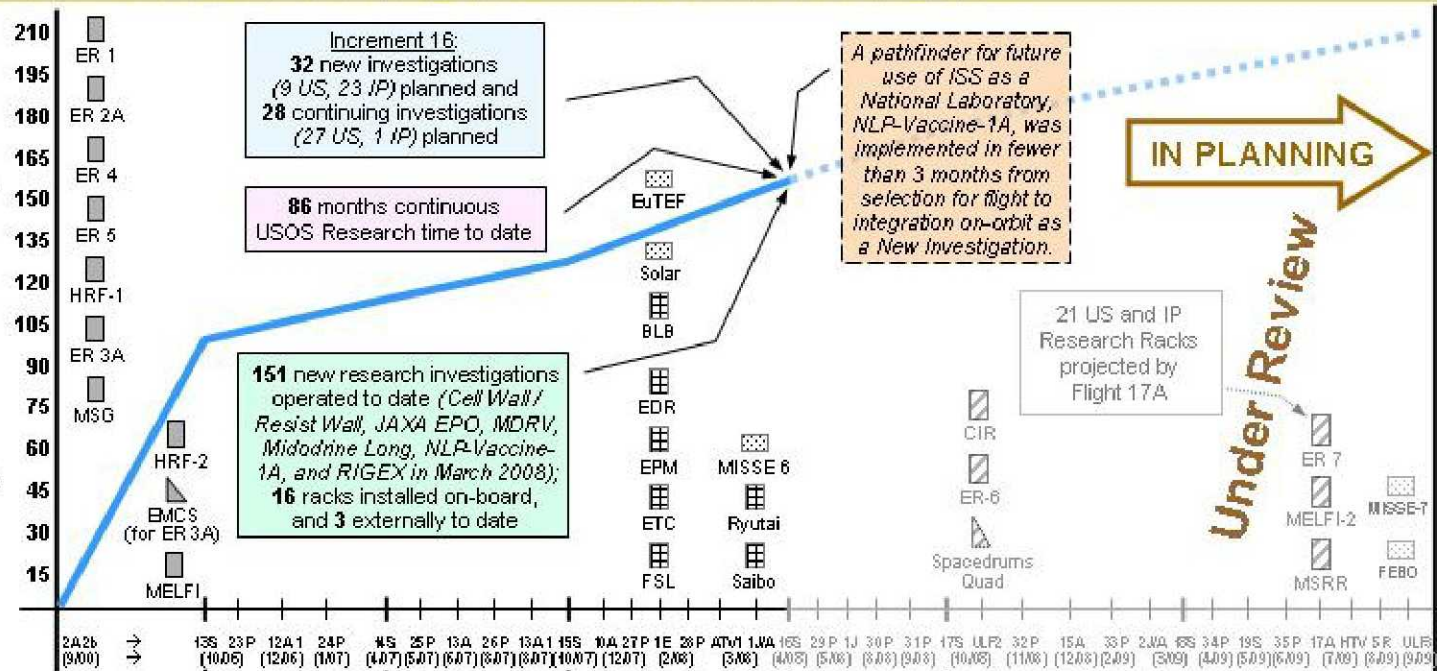 210
195
180
165
150
135
120
105
90
75
60
45
30
15
ER 1
ER 2A
ER 4
ER 5
HRF-1
ER 3A
MSG
HRF-2
EMCS
(for ER 3A)
MELFI
Increment 16:
32 new investigations
(9 US, 23 IP) planned and
28 continuing investigations
(27 US, 1 IP) planned
86 months continuous
USOS Research time to date
151 new research investigations
operated to date (Cell Wall/
Resist Wall, JAXA EPO, MDRV,
Midodrine Long, NLP-Vaccine-
1A, and RIGEX in March 2008);
16 racks installed on-board,
and 3 externally to date
EuTEF
Solar
BLB
EDR
EPM
ETC
FSL
MISSE 6
Ryutai
Saibo
A pathfinder for future
use of ISS as a
National Laboratory,
NLP-Vaccine-1A, was
implemented in fewer
than 3 months from
selection for flight to
integration on-orbit as
a New Investigation.
IN PLANNING
Under Review
21 US and IP
Research Racks
projected by
Flight 17A
CIR
ER-6
Spacedrums
Quad
ER 7
MELFI-2
MSRR
MISSE-7
FEBO
2A2b → 13S 23P 12A1 24P 14S 25P 13A 26P 13A1 15S 10A 27P 1E 28P ATV1 1J/A 16S 29P 1J 30P 31P 17S ULF2 32P 15A 33P 2J/A 18S 34P 19S 35P 17A HTV 5R ULF3
(9/00) → (10/06) (12/06) (1/07) (4/07) (5/07) (6/07) (8/07) (8/07) (10/07) (12/07) (2/08) (3/08) (4/08) (5/08) (8/08) (9/08) (10/08) (11/08) (12/08) (2/09) (3/09) (4/09) (5/09) (6/09) (7/09) (8/09) (9/09)